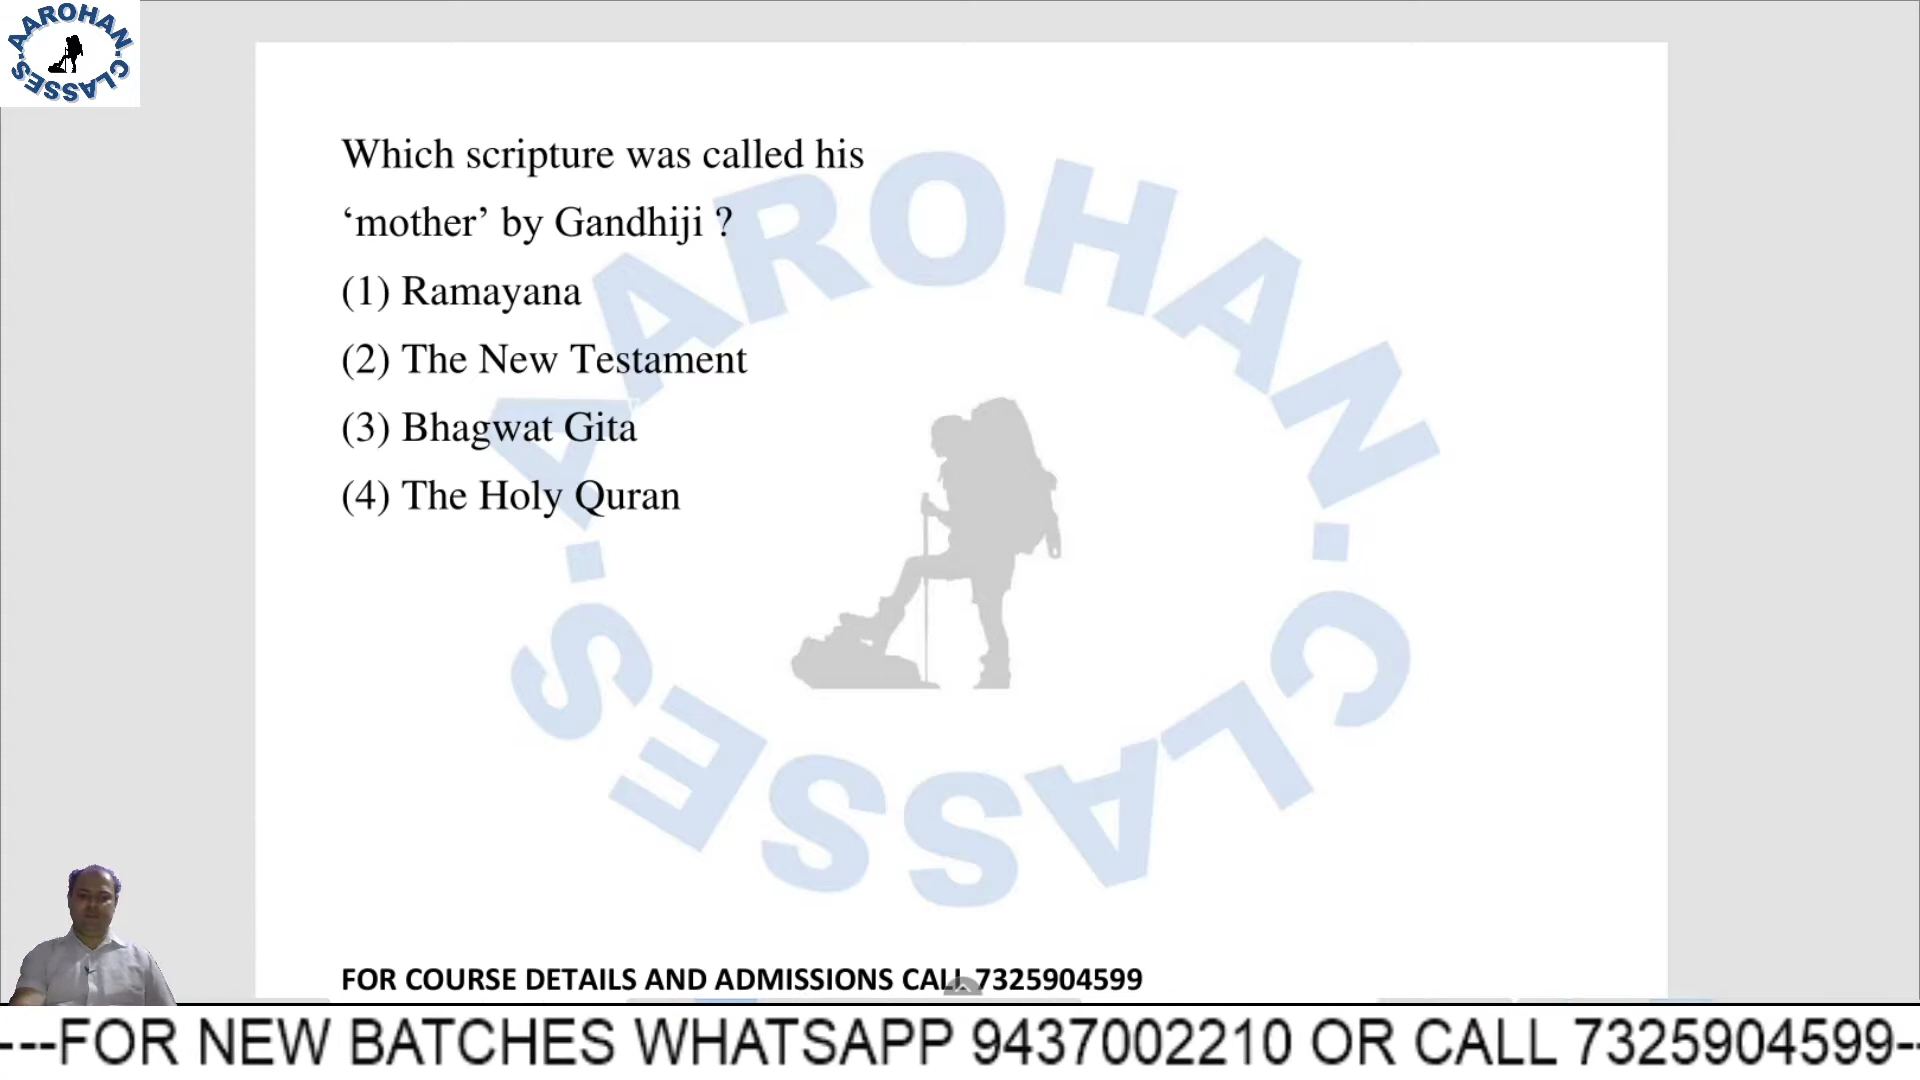 AAROHAN.CLASSES.
Which scripture was called his
‘mother’ by Gandhiji ?
(1) Ramayana
(2) The New Testament
(3) Bhagwat Gita
(4) The Holy Quran
AAROHAN.CLASSES.
FOR COURSE DETAILS AND ADMISSIONS CALL 7325904599
---FOR NEW BATCHES WHATSAPP 9437002210 OR CALL 7325904599--